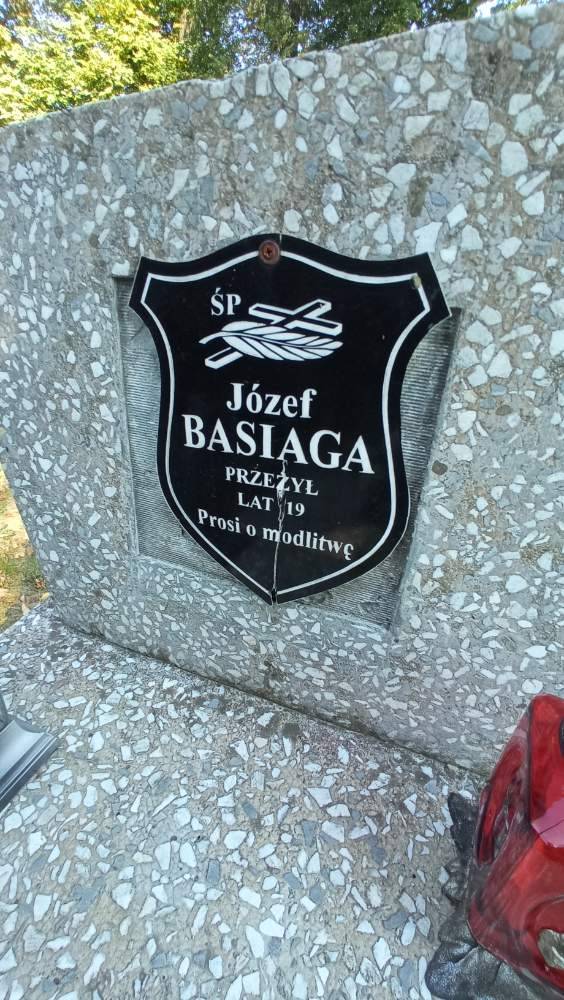 ŚP
Józef
BASIAGA
PRZEŻYŁ
LAT 19
Prosi o modlitwę